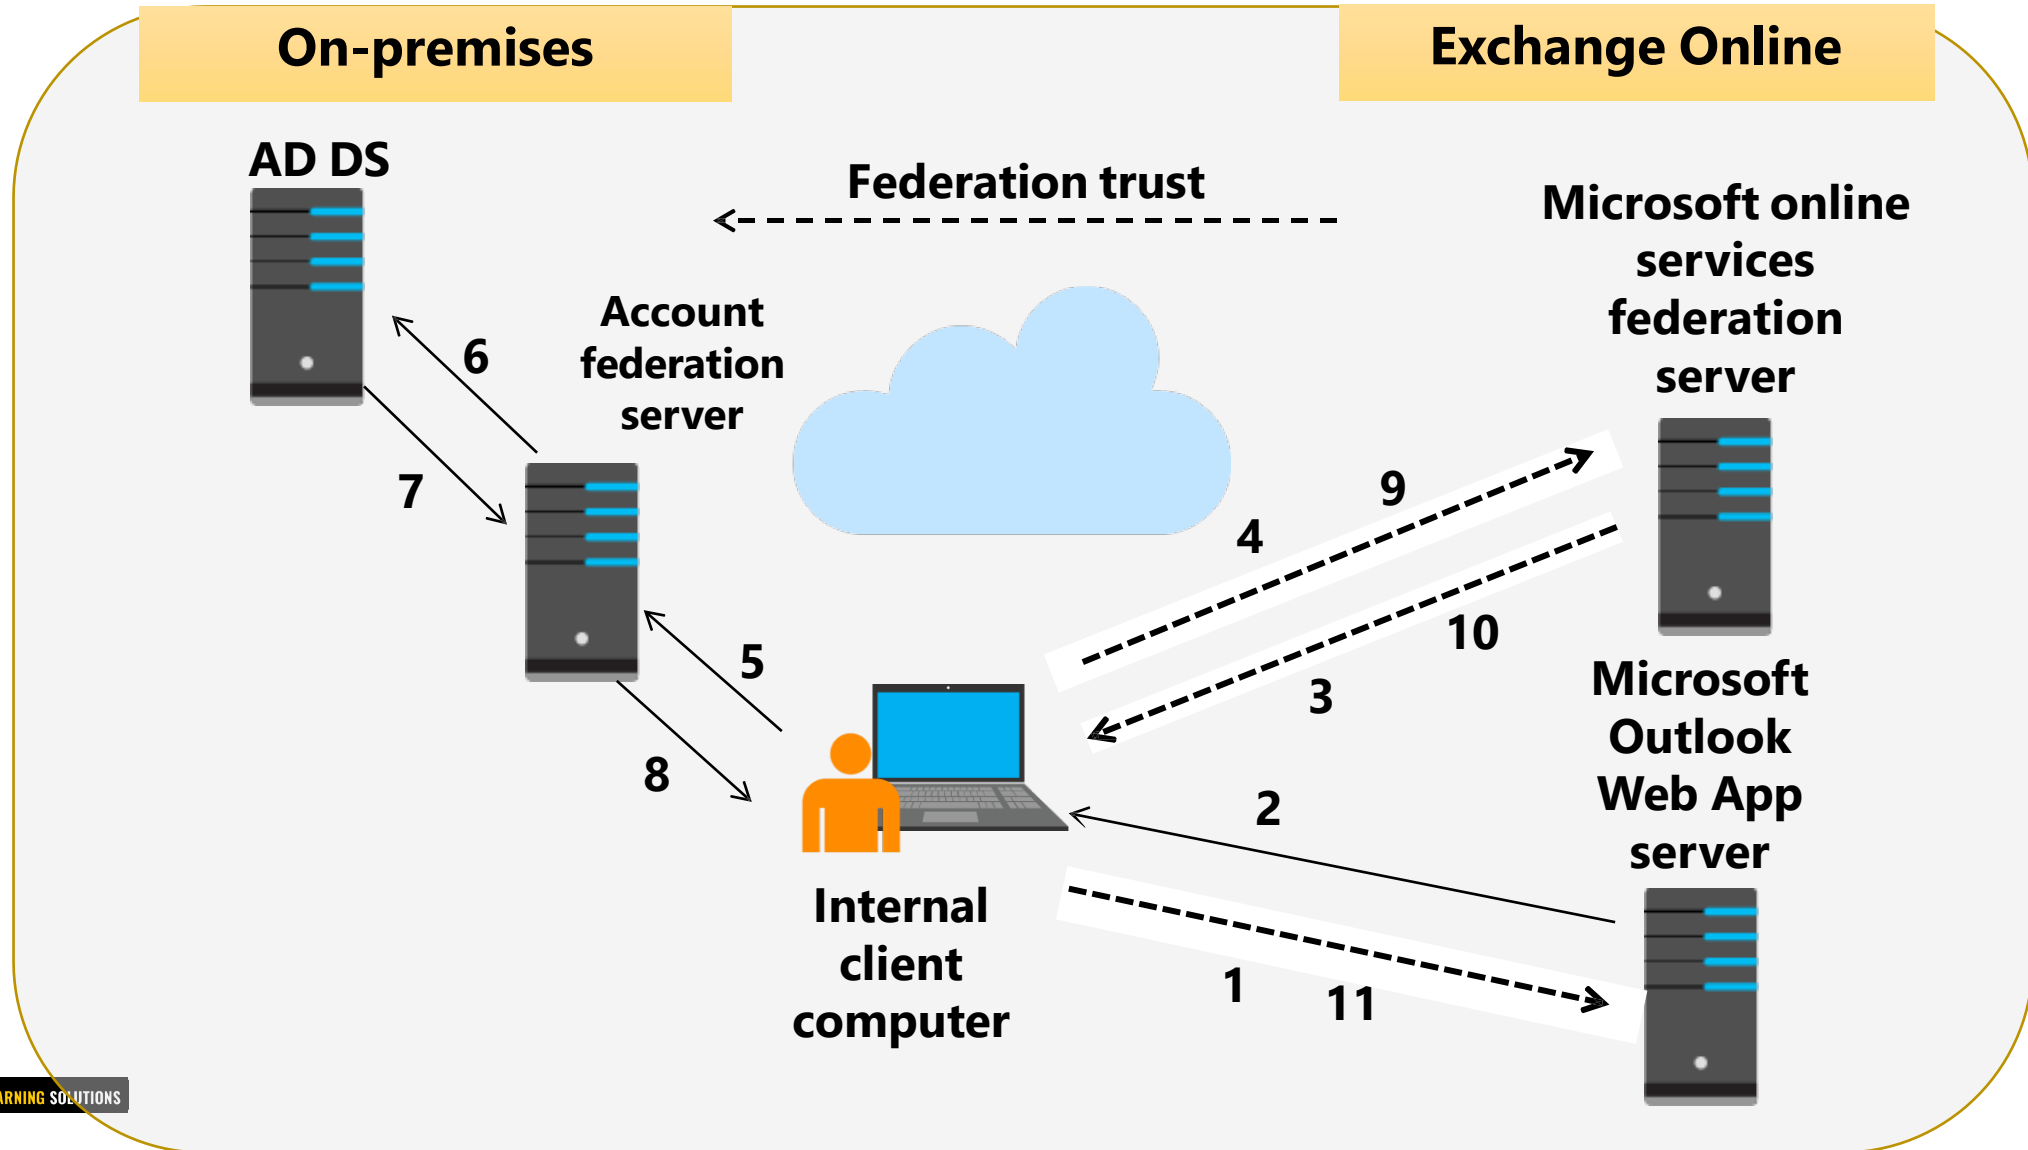 On-premises
Exchange Online
AD DS
Federation trust
Microsoft online
services
federation
server
Account
federation
server
6
7
9
4
10
3
5
8
2
Microsoft
Outlook
Web App
server
Internal
client
computer
1
11
SOLUTIONS